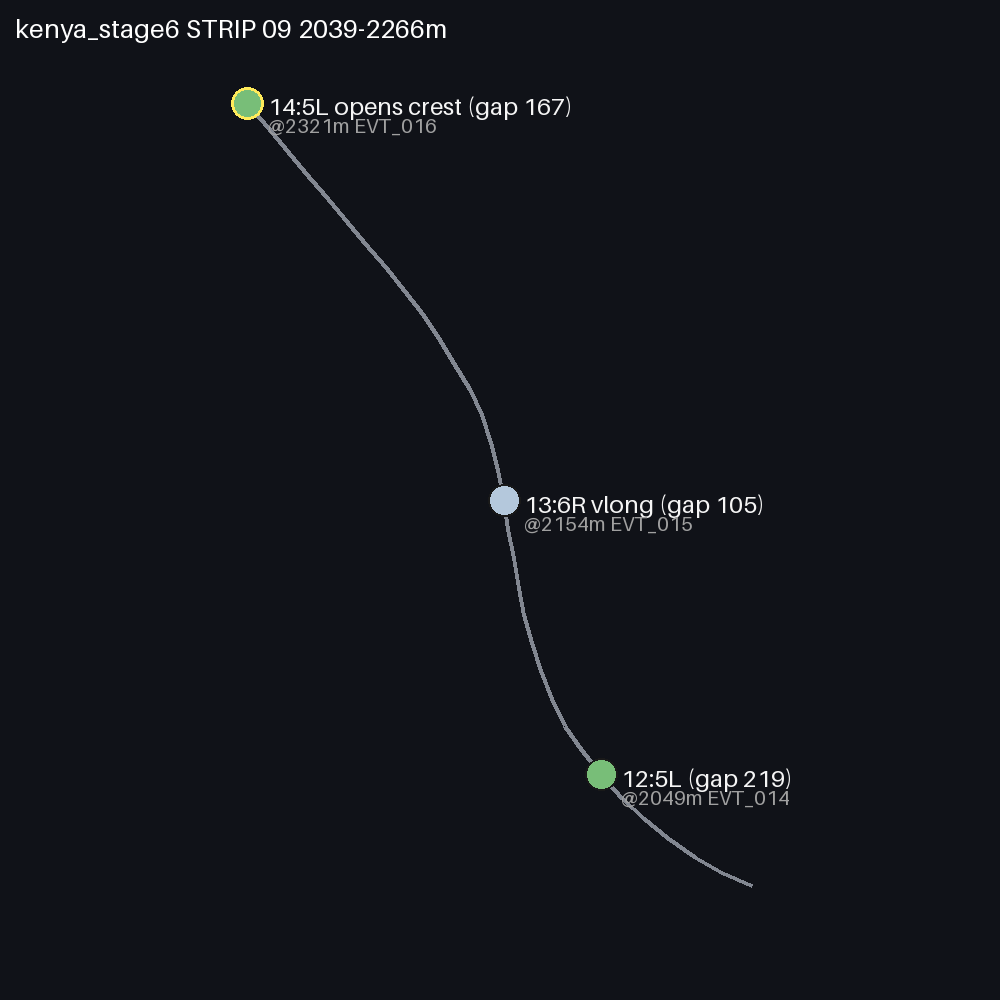 kenya_stage6 STRIP 09 2039-2266m
14:5L opens crest (gap 167)
@2321m EVT_016
13:6R vlong (gap 105)
@2154m EVT_015
12:5L (gap 219)
@2049m EVT_014